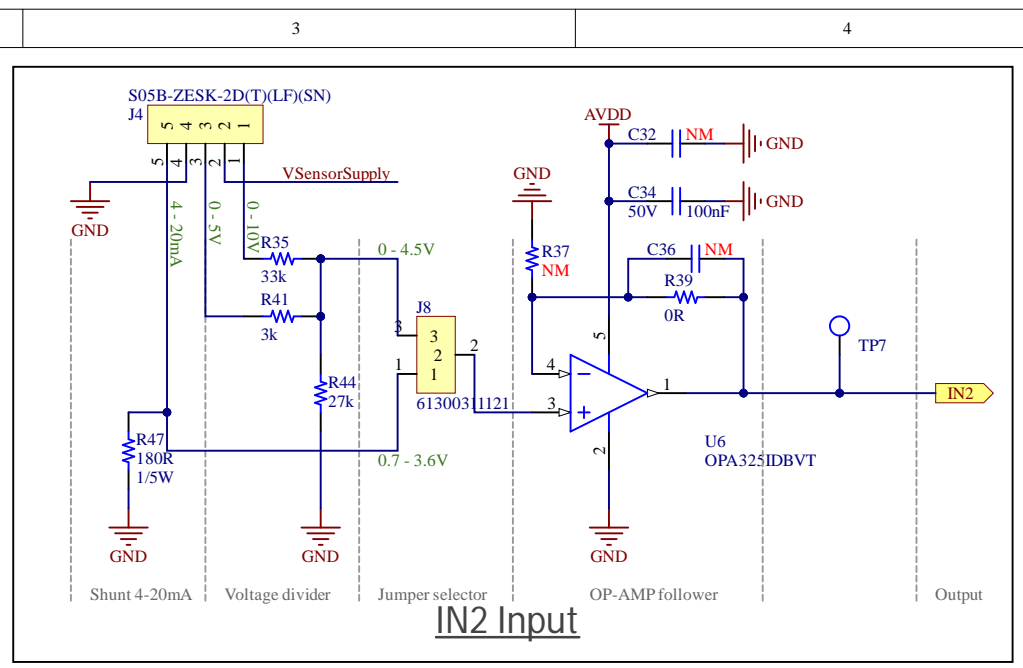 3
4
S05B-ZESK-2D(T)(LF)(SN)
J4
5 4 3 2 1
5 4 3 2 1
VSensorSupply
GND
4 - 20mA
0 - 5V
0 - 10V
R35
33k
R41
3k
R44
27k
R47
180R
1/5W
GND
GND
0 - 4.5V
J8
3
3
2
2
1
1
61300311121
0.7 - 3.6V
GND
R37
NM
AVDD
C32
NM
GND
C34
50V
100nF
GND
C36
NM
R39
0R
5
4
3
1
2
U6
OPA325IDBVT
GND
TP7
IN2
Shunt 4-20mA
Voltage divider
Jumper selector
OP-AMP follower
Output
IN2 Input